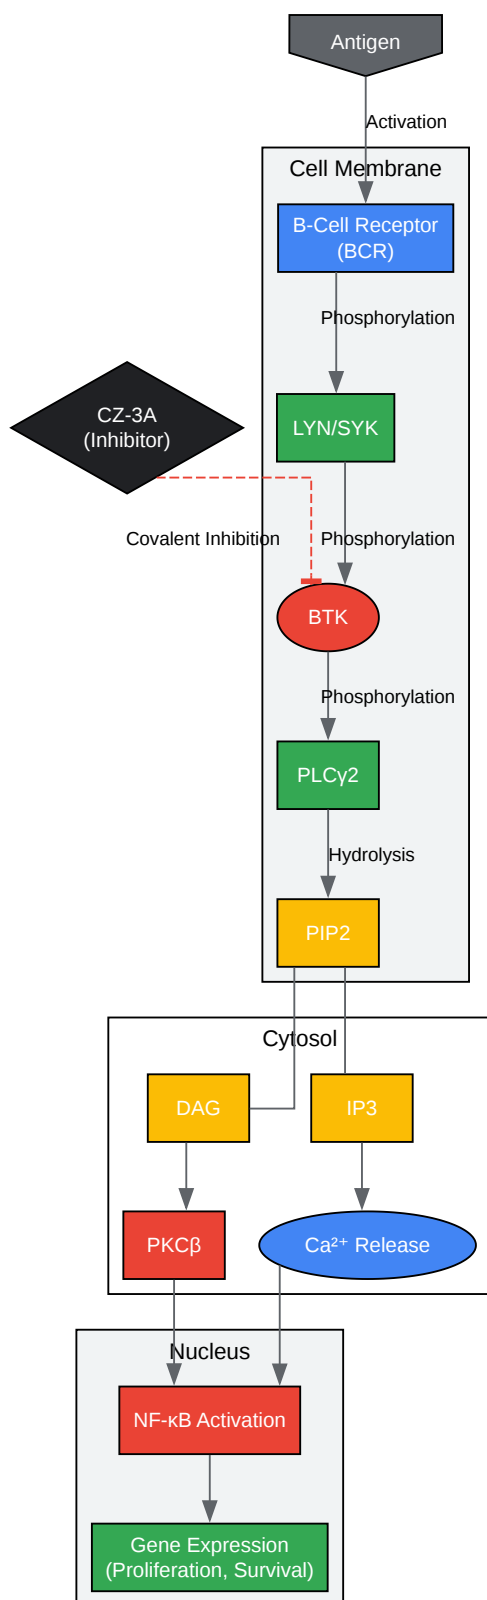 Antigen
Activation
Cell Membrane
B-Cell Receptor
(BCR)
Phosphorylation
CZ-3A
(Inhibitor)
LYN/SYK
Covalent Inhibition
Phosphorylation
BTK
Phosphorylation
PLCγ2
Hydrolysis
PIP2
Cytosol
DAG
IP3
PKCβ
Ca²⁺ Release
Nucleus
NF-κB Activation
Gene Expression
(Proliferation, Survival)